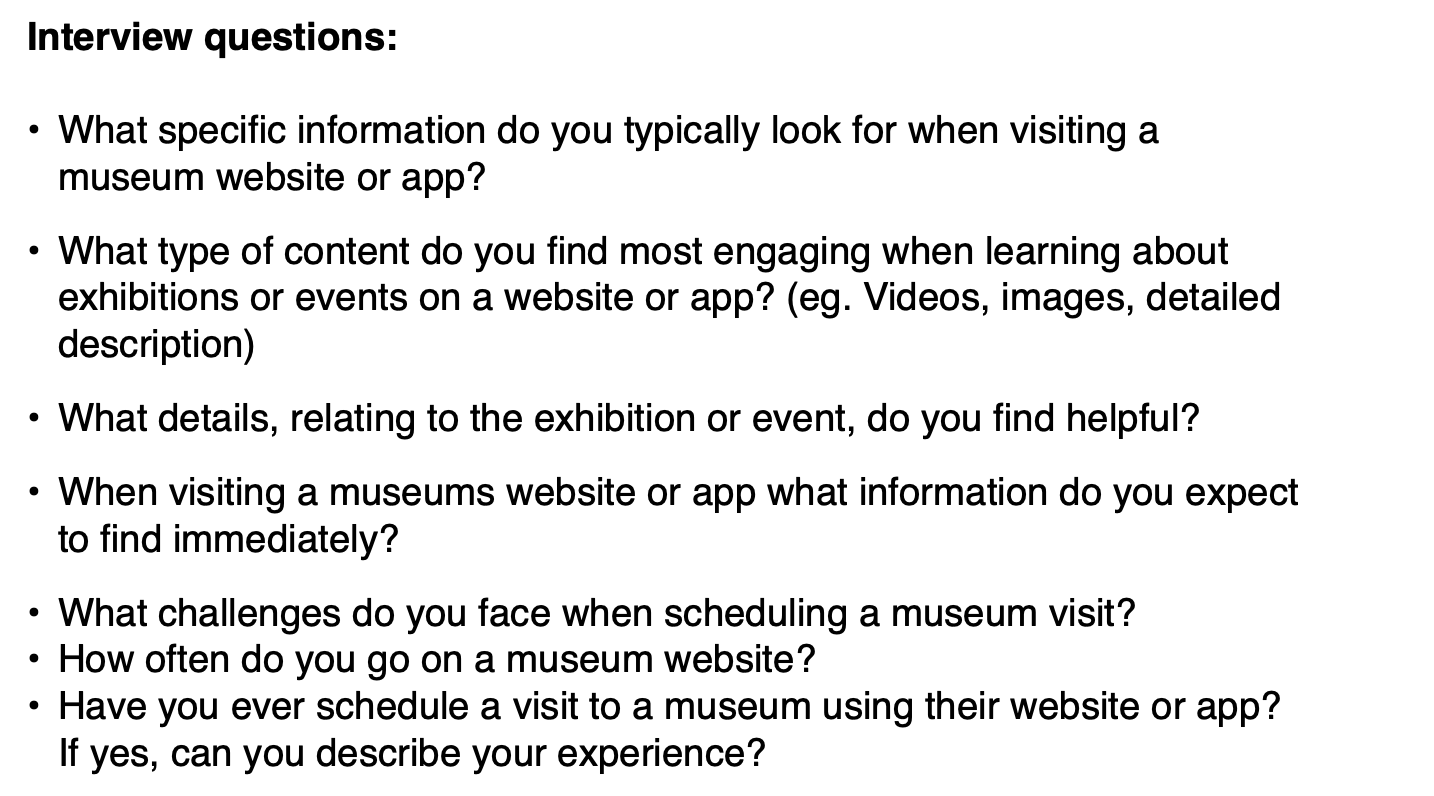 Interview questions:
• What specific information do you typically look for when visiting a
museum website or app?
• What type of content do you find most engaging when learning about
exhibitions or events on a website or app? (eg. Videos, images, detailed
description)
• What details, relating to the exhibition or event, do you find helpful?
• When visiting a museums website or app what information do you expect
to find immediately?
• What challenges do you face when scheduling a museum visit?
• How often do you go on a museum website?
• Have you ever schedule a visit to a museum using their website or app?
If yes, can you describe your experience?